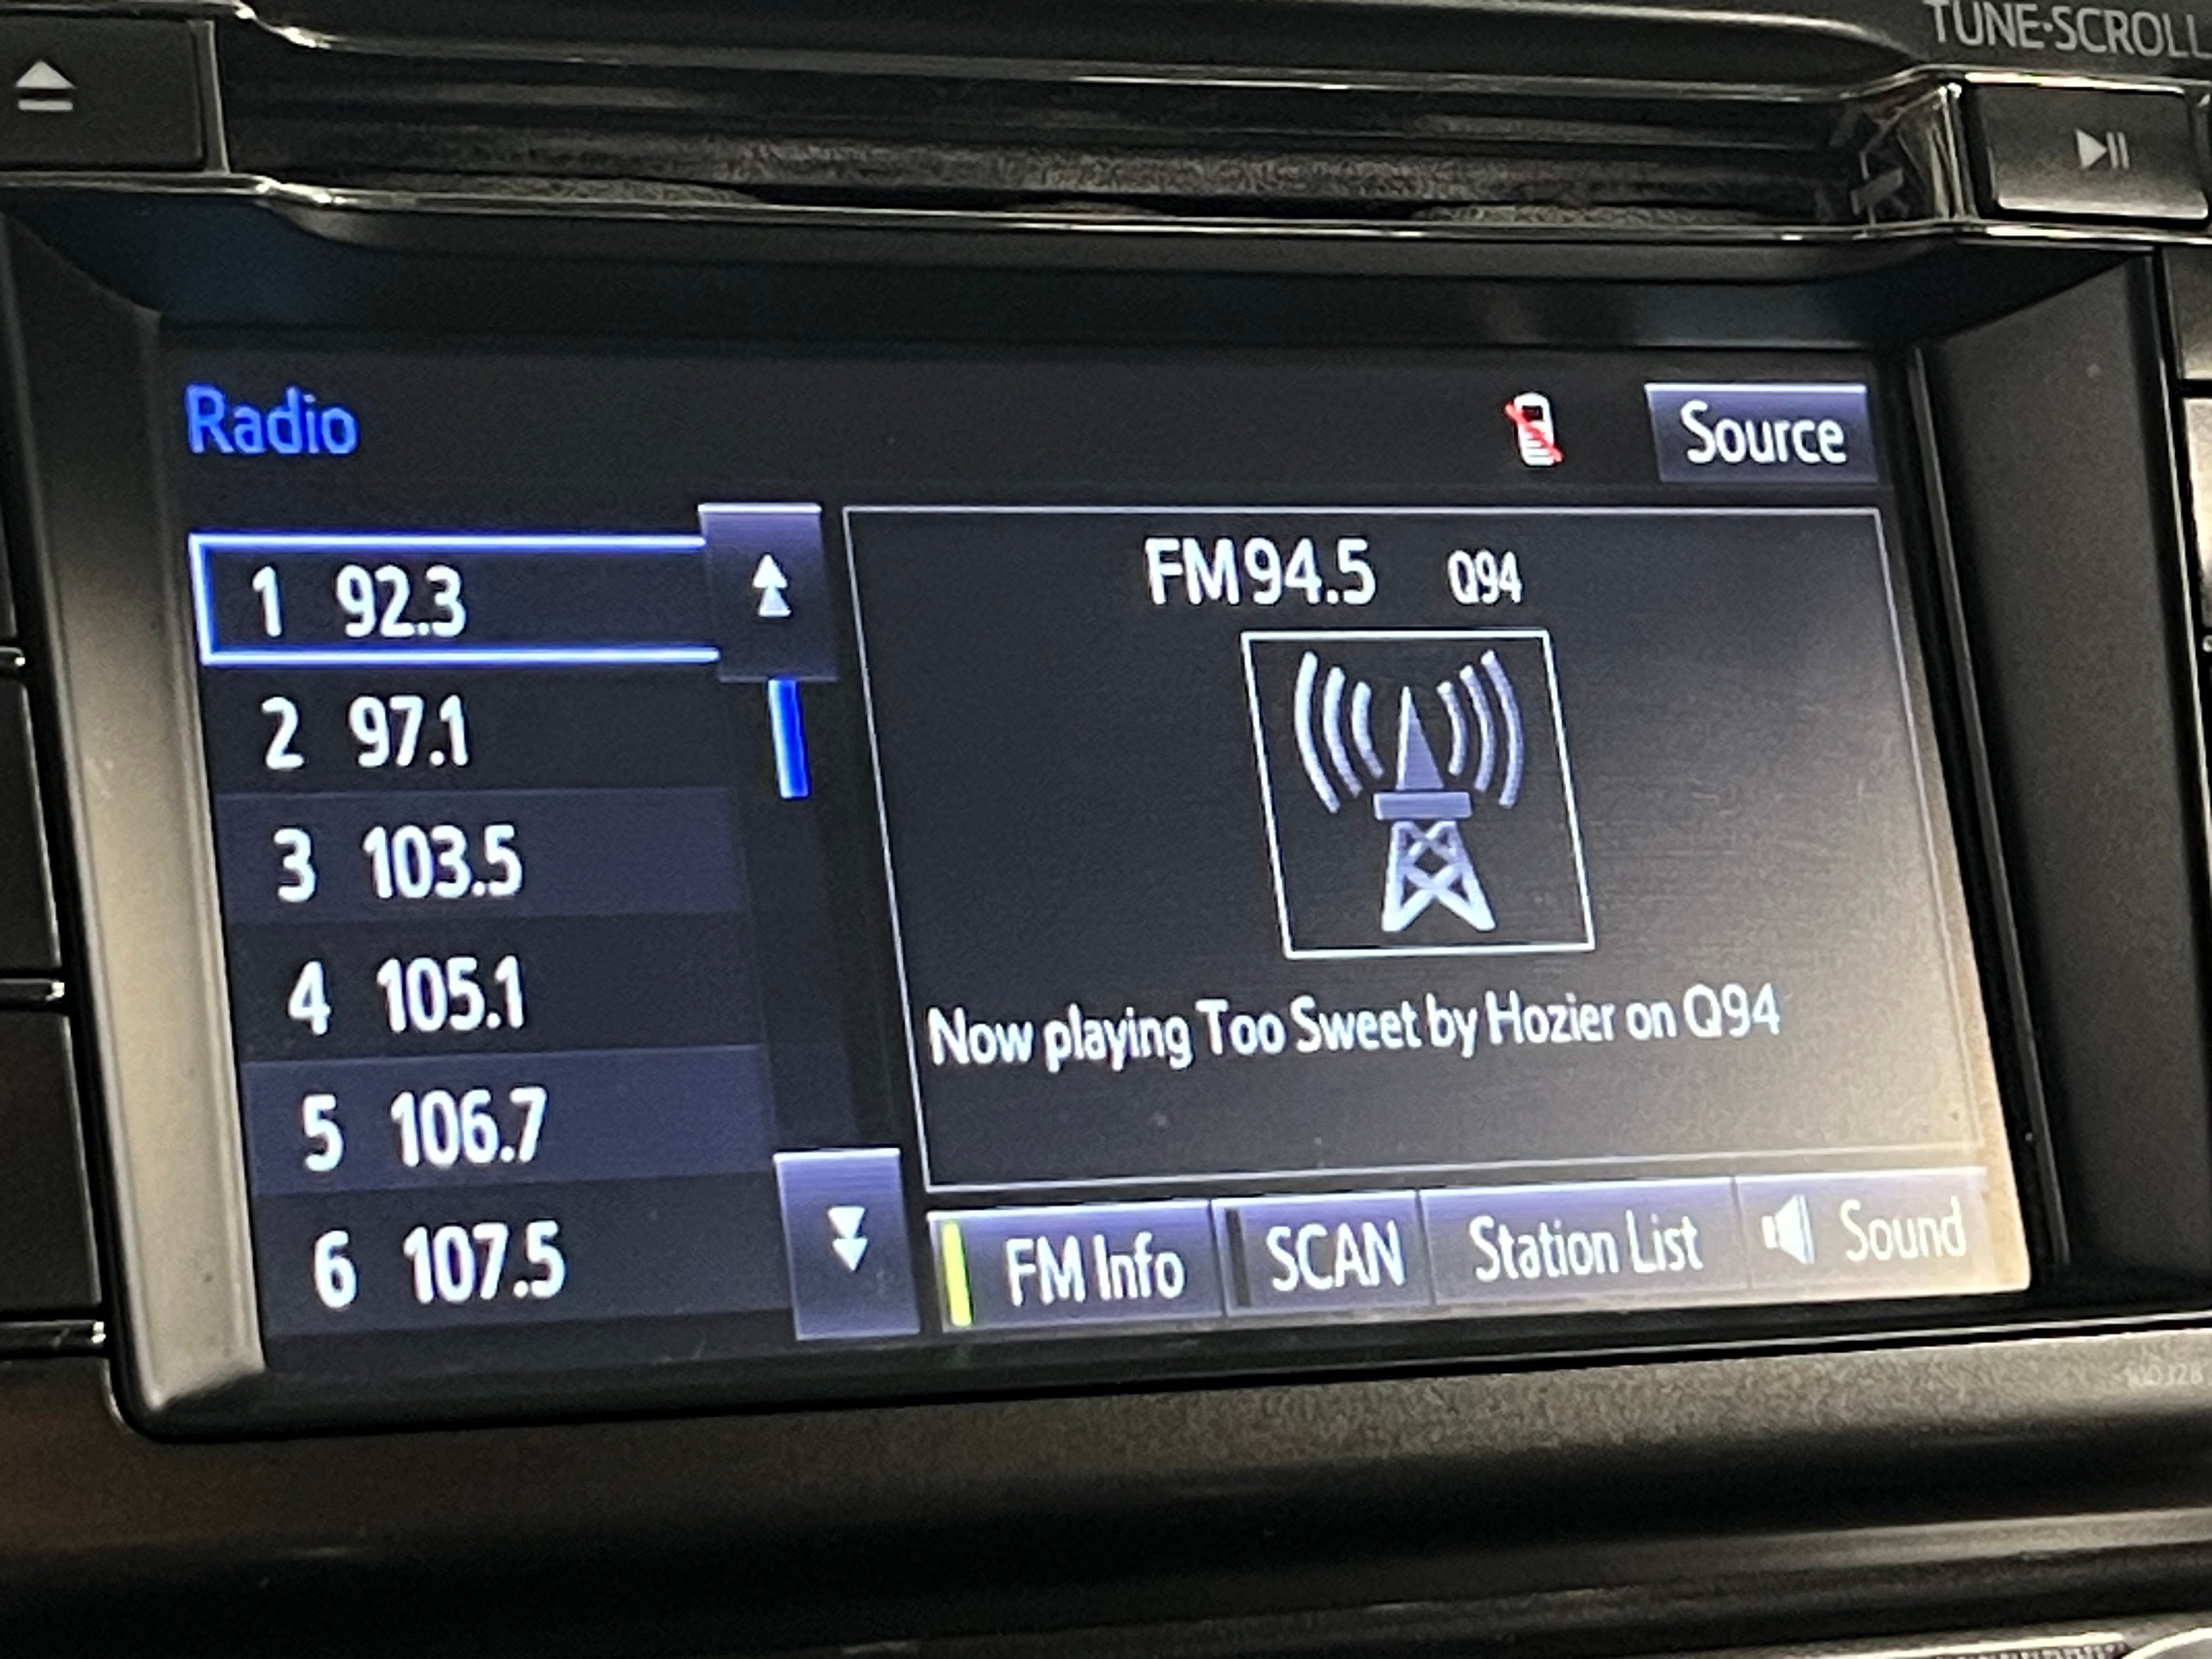 TUNE·SCROLL
Radio
Source
1 92.3
2 97.1
3 103.5
4 105.1
5 106.7
6 107.5
FM94.5 Q94
Now playing Too Sweet by Hozier on Q94
FM Info
SCAN
Station List
Sound